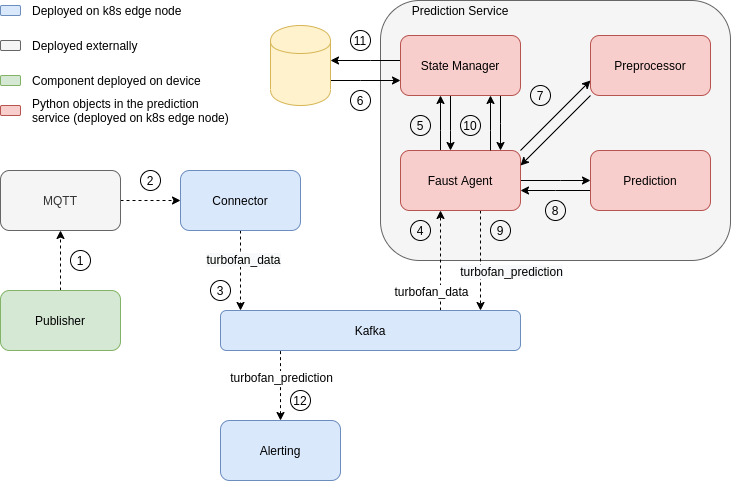 Deployed on k8s edge node
Deployed externally
Component deployed on device
Python objects in the prediction
service (deployed on k8s edge node)
Prediction Service
11
6
State Manager
Preprocessor
7
5
10
Faust Agent
Prediction
8
4
9
MQTT
2
Connector
1
turbofan_data
3
turbofan_prediction
turbofan_data
Publisher
Kafka
turbofan_prediction
12
Alerting